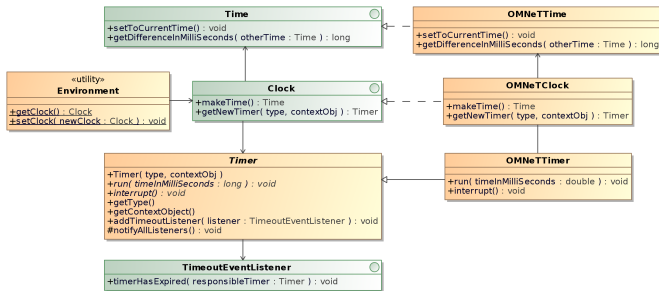 Time
+setToCurrentTime() : void
+getDifferenceInMilliSeconds( otherTime : Time ) : long
OMNeTTime
+setToCurrentTime() : void
+getDifferenceInMilliSeconds( otherTime : Time ) : long
«utility»
Environment
+getClock() : Clock
+setClock( newClock : Clock ) : void
Clock
+makeTime() : Time
+getNewTimer( type, contextObj ) : Timer
OMNeTClock
+makeTime() : Time
+getNewTimer( type, contextObj ) : Timer
Timer
+Timer( type, contextObj )
+run( timeInMilliSeconds : long ) : void
+interrupt() : void
+getType()
+getContextObject()
+addTimeoutListener( listener : TimeoutEventListener ) : void
#notifyAllListeners() : void
OMNeTTimer
+run( timeInMilliSeconds : double ) : void
+interrupt() : void
TimeoutEventListener
+timerHasExpired( responsibleTimer : Timer ) : void